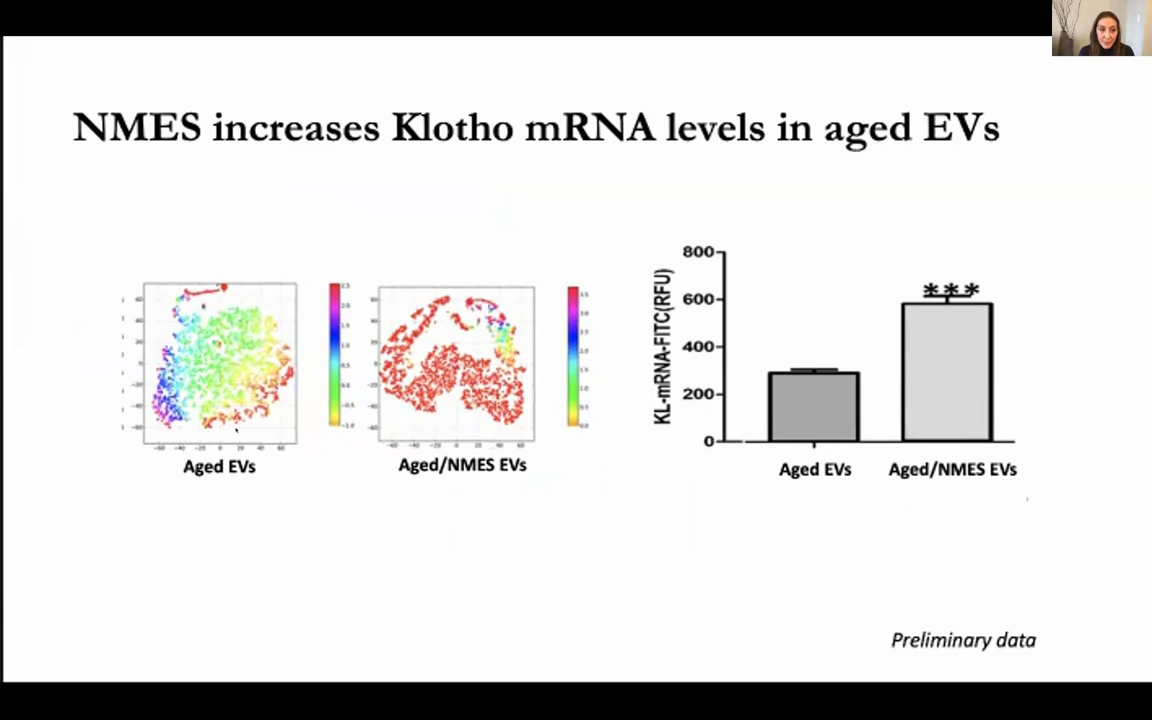 NMES increases Klotho mRNA levels in aged EVs
Aged EVs
Aged/NMES EVs
KL-mRNA-FITC(RFU)
800
600
400
200
0
***
Aged EVs
Aged/NMES EVs
Preliminary data